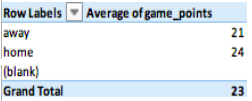 Row Labels Average of game_points
away 21
home 24
(blank)
Grand Total 23